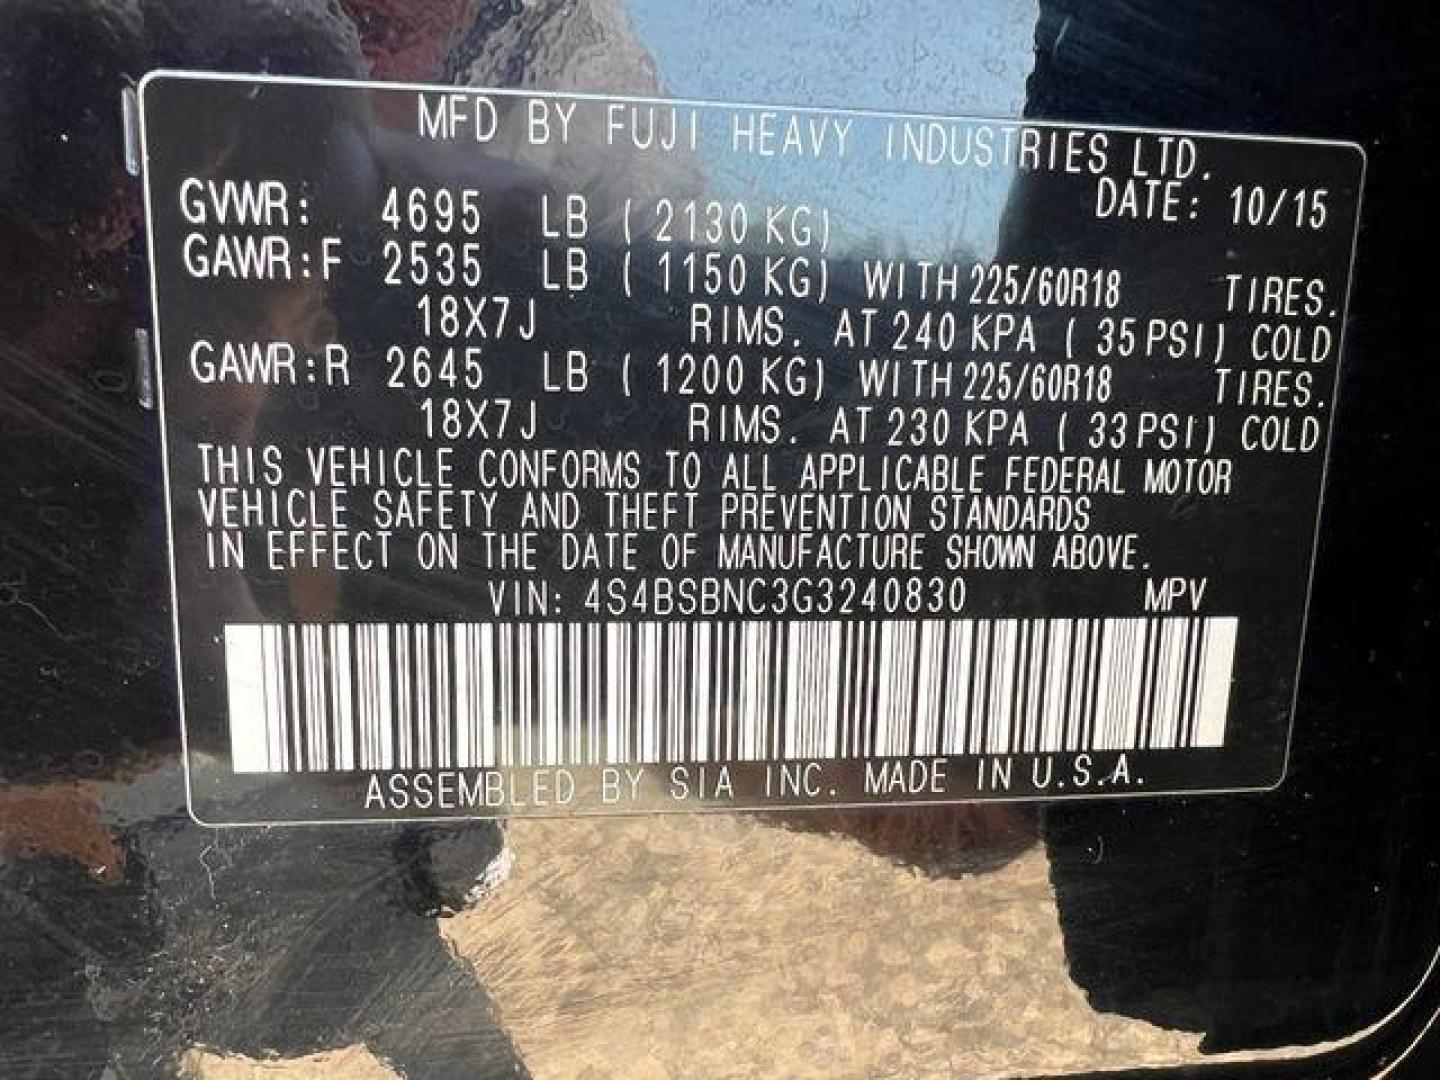 MFD BY FUJI HEAVY INDUSTRIES LTD.
DATE: 10/15
GVWR: 4695 LB ( 2130 KG)
GAWR:F 2535 LB ( 1150 KG) WITH 225/60R18 TIRES.
18X7J RIMS. AT 240 KPA ( 35 PSI) COLD
GAWR:R 2645 LB ( 1200 KG) WITH 225/60R18 TIRES.
18X7J RIMS. AT 230 KPA ( 33 PSI) COLD
THIS VEHICLE CONFORMS TO ALL APPLICABLE FEDERAL MOTOR
VEHICLE SAFETY AND THEFT PREVENTION STANDARDS
IN EFFECT ON THE DATE OF MANUFACTURE SHOWN ABOVE.
VIN: 4S4BSBNC3G3240830 MPV
ASSEMBLED BY SIA INC. MADE IN U.S.A.